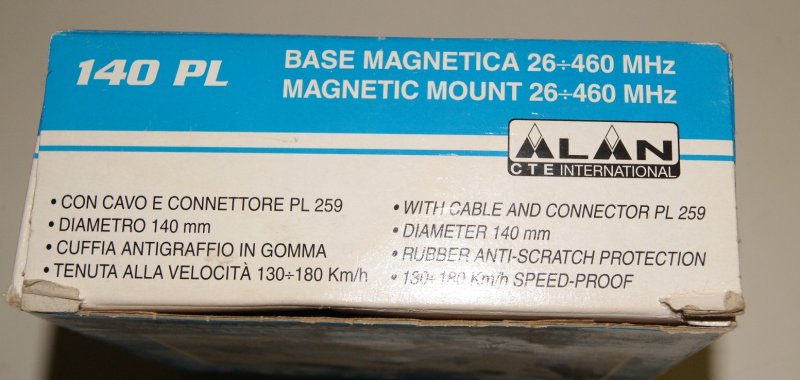 140 PL
BASE MAGNETICA 26÷460 MHz
MAGNETIC MOUNT 26÷460 MHz
ALAN
CTE INTERNATIONAL
• CON CAVO E CONNETTORE PL 259
• DIAMETRO 140 mm
• CUFFIA ANTIGRAFFIO IN GOMMA
• TENUTA ALLA VELOCITÀ 130÷180 Km/h
• WITH CABLE AND CONNECTOR PL 259
• DIAMETER 140 mm
• RUBBER ANTI-SCRATCH PROTECTION
• 130÷180 Km/h SPEED-PROOF